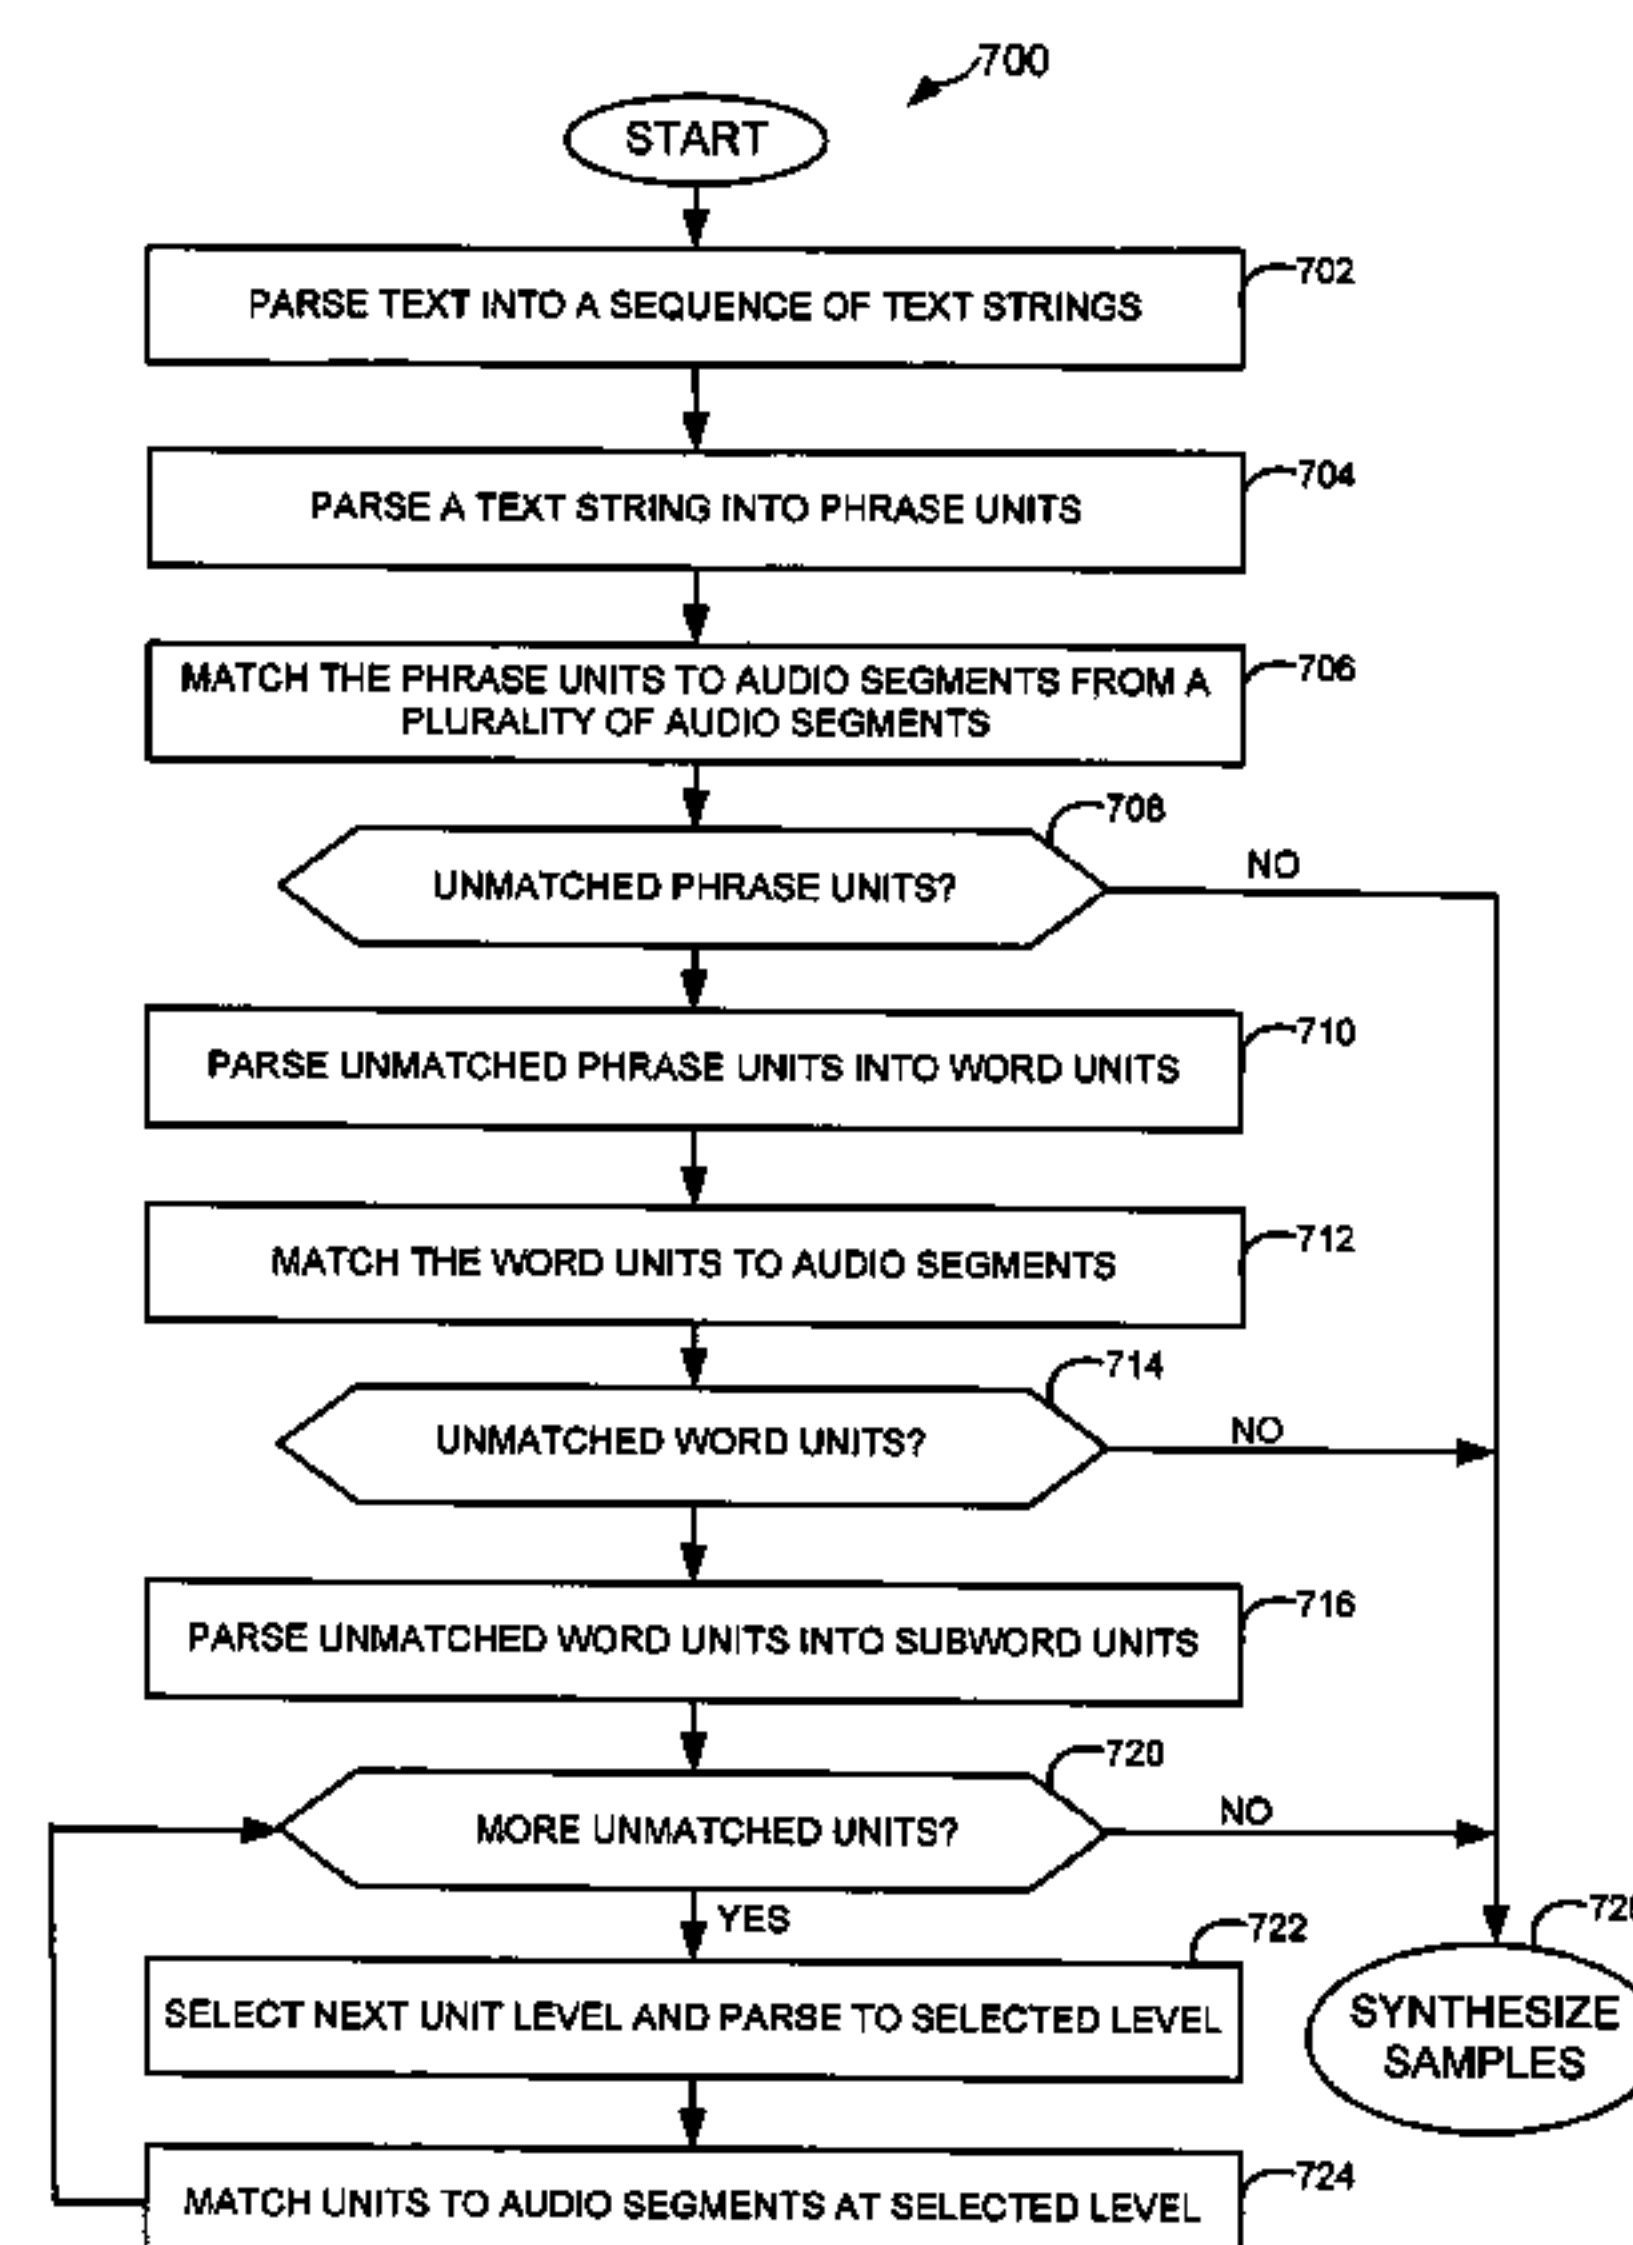 700
START
702
PARSE TEXT INTO A SEQUENCE OF TEXT STRINGS
704
PARSE A TEXT STRING INTO PHRASE UNITS
706
MATCH THE PHRASE UNITS TO AUDIO SEGMENTS FROM A
PLURALITY OF AUDIO SEGMENTS
708
NO
UNMATCHED PHRASE UNITS?
710
PARSE UNMATCHED PHRASE UNITS INTO WORD UNITS
712
MATCH THE WORD UNITS TO AUDIO SEGMENTS
714
NO
UNMATCHED WORD UNITS?
716
PARSE UNMATCHED WORD UNITS INTO SUBWORD UNITS
720
NO
MORE UNMATCHED UNITS?
YES
722
SELECT NEXT UNIT LEVEL AND PARSE TO SELECTED LEVEL
SYNTHESIZE
SAMPLES
724
MATCH UNITS TO AUDIO SEGMENTS AT SELECTED LEVEL